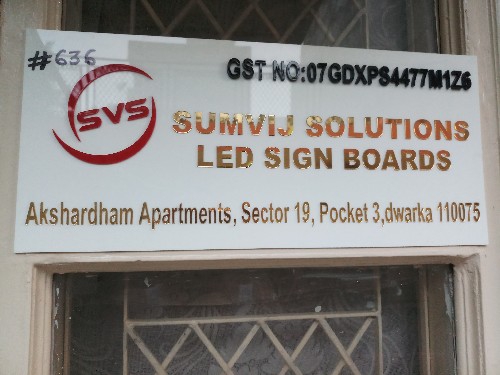 #636
GST NO:07GDXPS4477M1Z6
SVS
SUMVIJ SOLUTIONS
LED SIGN BOARDS
Akshardham Apartments, Sector 19, Pocket 3,dwarka 110075